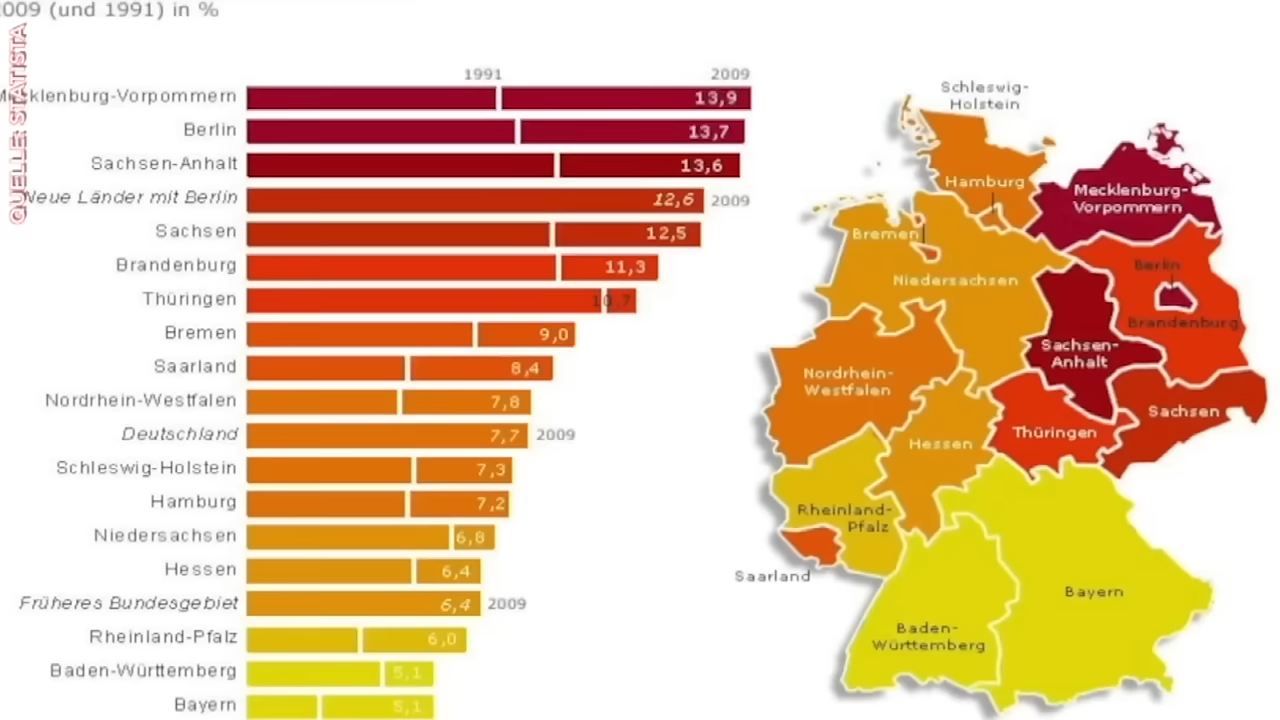 2009 (und 1991) in %
QUELLE: STATISTA
1991 2009
Mecklenburg-Vorpommern 13,9
Berlin 13,7
Sachsen-Anhalt 13,6
Neue Länder mit Berlin 12,6 2009
Sachsen 12,5
Brandenburg 11,3
Thüringen 10,7
Bremen 9,0
Saarland 8,4
Nordrhein-Westfalen 7,8
Deutschland 7,7 2009
Schleswig-Holstein 7,3
Hamburg 7,2
Niedersachsen 6,8
Hessen 6,4
Früheres Bundesgebiet 6,4 2009
Rheinland-Pfalz 6,0
Baden-Württemberg 5,1
Bayern 5,1
Schleswig-
Holstein
Hamburg
Mecklenburg-
Vorpommern
Bremen
Niedersachsen
Berlin
Brandenburg
Sachsen-
Anhalt
Nordrhein-
Westfalen
Sachsen
Thüringen
Hessen
Rheinland-
Pfalz
Saarland
Bayern
Baden-
Württemberg